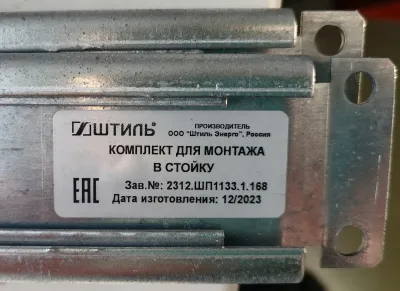 ШТИЛЬ®
ПРОИЗВОДИТЕЛЬ
ООО "Штиль Энерго", Россия
КОМПЛЕКТ ДЛЯ МОНТАЖА
В СТОЙКУ
EAC
Зав.№: 2312.ШП1133.1.168
Дата изготовления: 12/2023